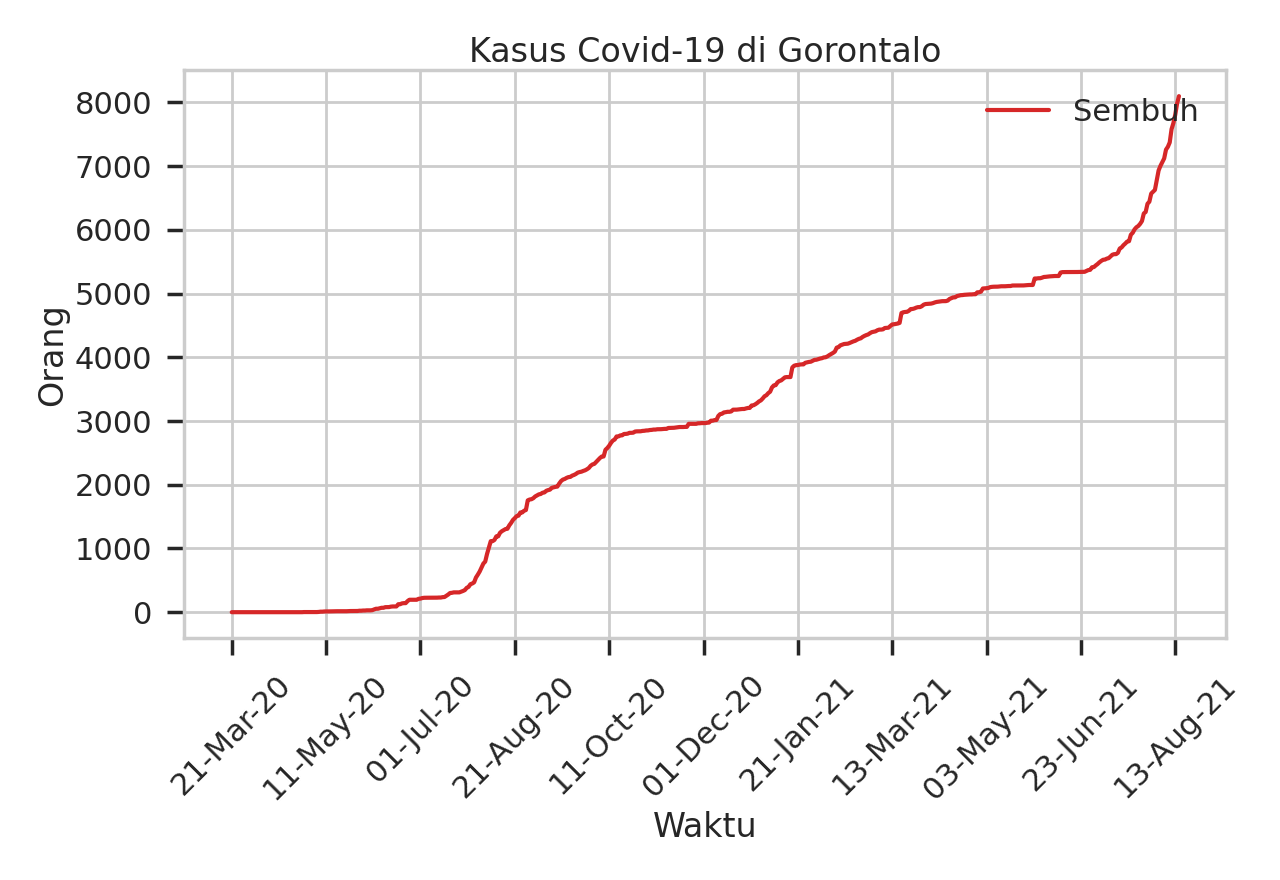 Kasus Covid-19 di Gorontalo
Sembuh
Orang
8000
7000
6000
5000
4000
3000
2000
1000
0
21-Mar-20
11-May-20
01-Jul-20
21-Aug-20
11-Oct-20
01-Dec-20
21-Jan-21
13-Mar-21
03-May-21
23-Jun-21
13-Aug-21
Waktu